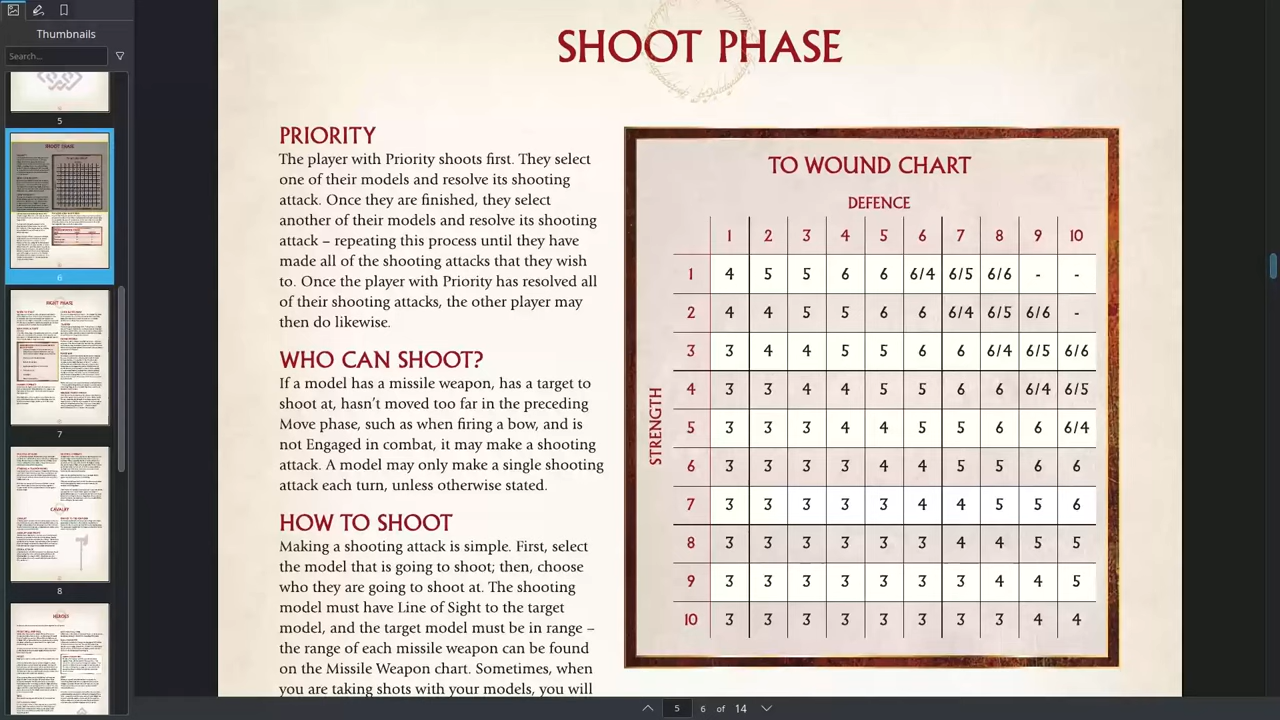 Thumbnails
Search...
5
6
7
8
SHOOT PHASE
PRIORITY
The player with Priority shoots first. They select
one of their models and resolve its shooting
attack. Once they are finished, they select
another of their models and resolve its shooting
attack – repeating this process until they have
made all of the shooting attacks that they wish
to. Once the player with Priority has resolved all
of their shooting attacks, the other player may
then do likewise.
WHO CAN SHOOT?
If a model has a missile weapon, has a target to
shoot at, hasn't moved too far in the preceding
Move phase, such as when firing a bow, and is
not Engaged in combat, it may make a shooting
attack. A model may only make a single shooting
attack each turn, unless otherwise stated.
HOW TO SHOOT
Making a shooting attack is simple. First, select
the model that is going to shoot; then, choose
who they are going to shoot at. The shooting
model must have Line of Sight to the target
model, and the target model must be in range –
the range of each missile weapon can be found
on the Missile Weapon chart. Sometimes, when
you are taking shots with your models, you will
TO WOUND CHART
DEFENCE
1 2 3 4 5 6 7 8 9 10
STRENGTH
1 4 5 5 6 6 6/4 6/5 6/6 - -
2 4 4 5 5 6 6 6/4 6/5 6/6 -
3 3 4 4 5 5 6 6 6/4 6/5 6/6
4 3 3 4 4 5 5 6 6 6/4 6/5
5 3 3 3 4 4 5 5 6 6 6/4
6 3 3 3 3 4 4 5 5 6 6
7 3 3 3 3 3 4 4 5 5 6
8 3 3 3 3 3 3 4 4 5 5
9 3 3 3 3 3 3 3 4 4 5
10 3 3 3 3 3 3 3 3 4 4
5 6 of 14